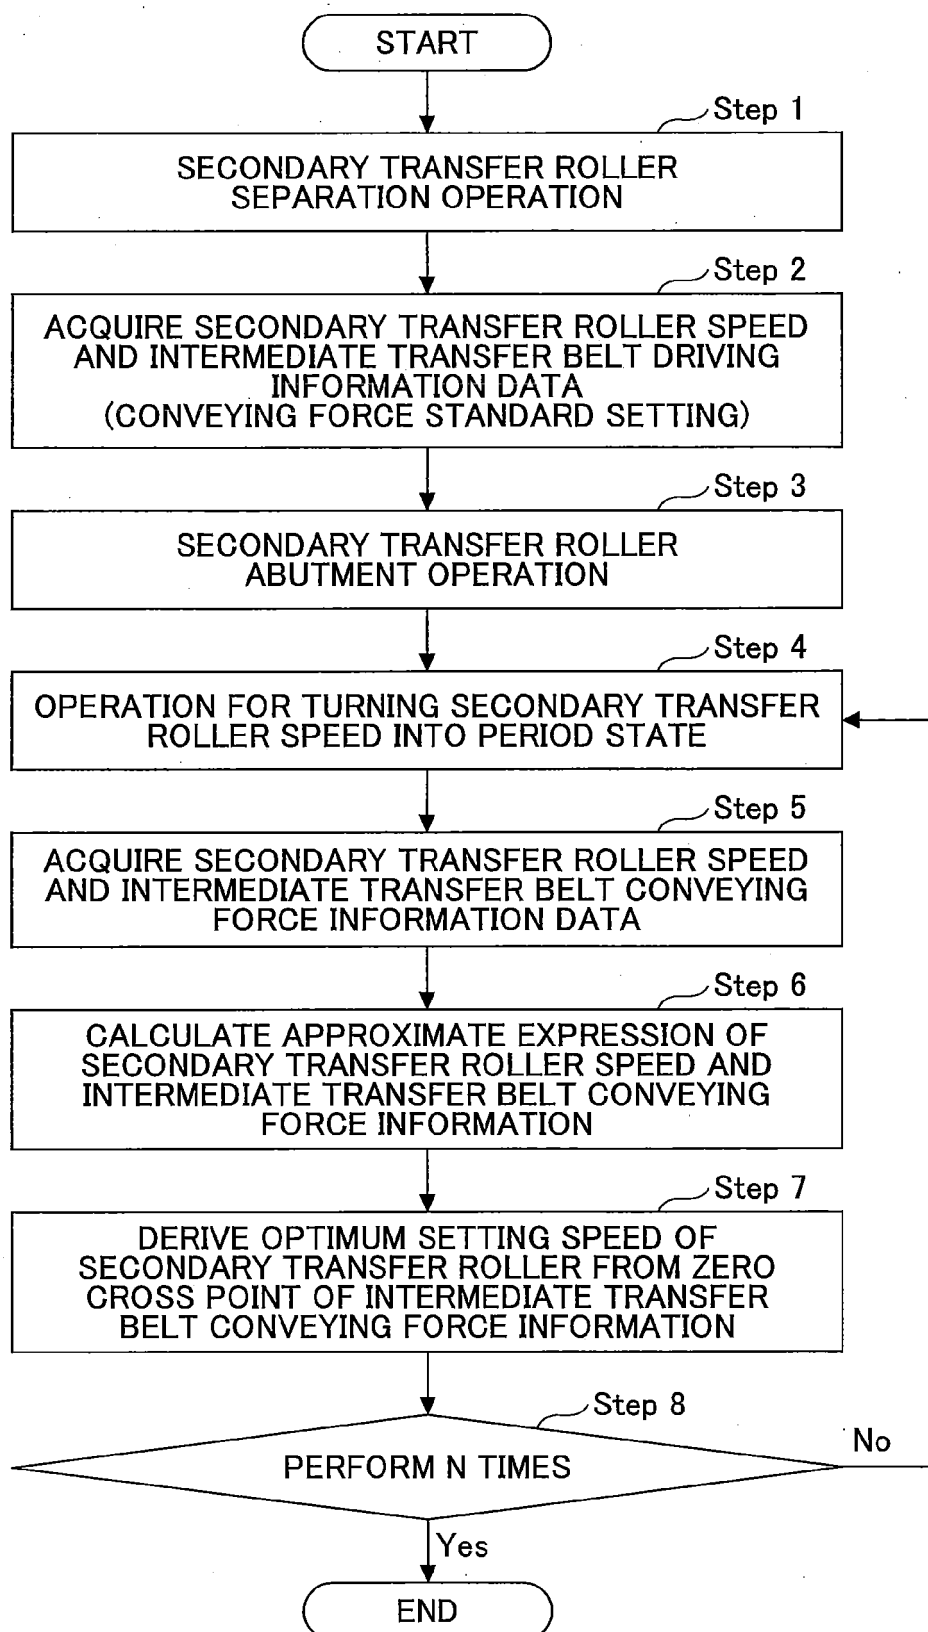 START
Step 1
SECONDARY TRANSFER ROLLER
SEPARATION OPERATION
Step 2
ACQUIRE SECONDARY TRANSFER ROLLER SPEED
AND INTERMEDIATE TRANSFER BELT DRIVING
INFORMATION DATA
(CONVEYING FORCE STANDARD SETTING)
Step 3
SECONDARY TRANSFER ROLLER
ABUTMENT OPERATION
Step 4
OPERATION FOR TURNING SECONDARY TRANSFER
ROLLER SPEED INTO PERIOD STATE
Step 5
ACQUIRE SECONDARY TRANSFER ROLLER SPEED
AND INTERMEDIATE TRANSFER BELT CONVEYING
FORCE INFORMATION DATA
Step 6
CALCULATE APPROXIMATE EXPRESSION OF
SECONDARY TRANSFER ROLLER SPEED AND
INTERMEDIATE TRANSFER BELT CONVEYING
FORCE INFORMATION
Step 7
DERIVE OPTIMUM SETTING SPEED OF
SECONDARY TRANSFER ROLLER FROM ZERO
CROSS POINT OF INTERMEDIATE TRANSFER
BELT CONVEYING FORCE INFORMATION
Step 8
PERFORM N TIMES
No
Yes
END